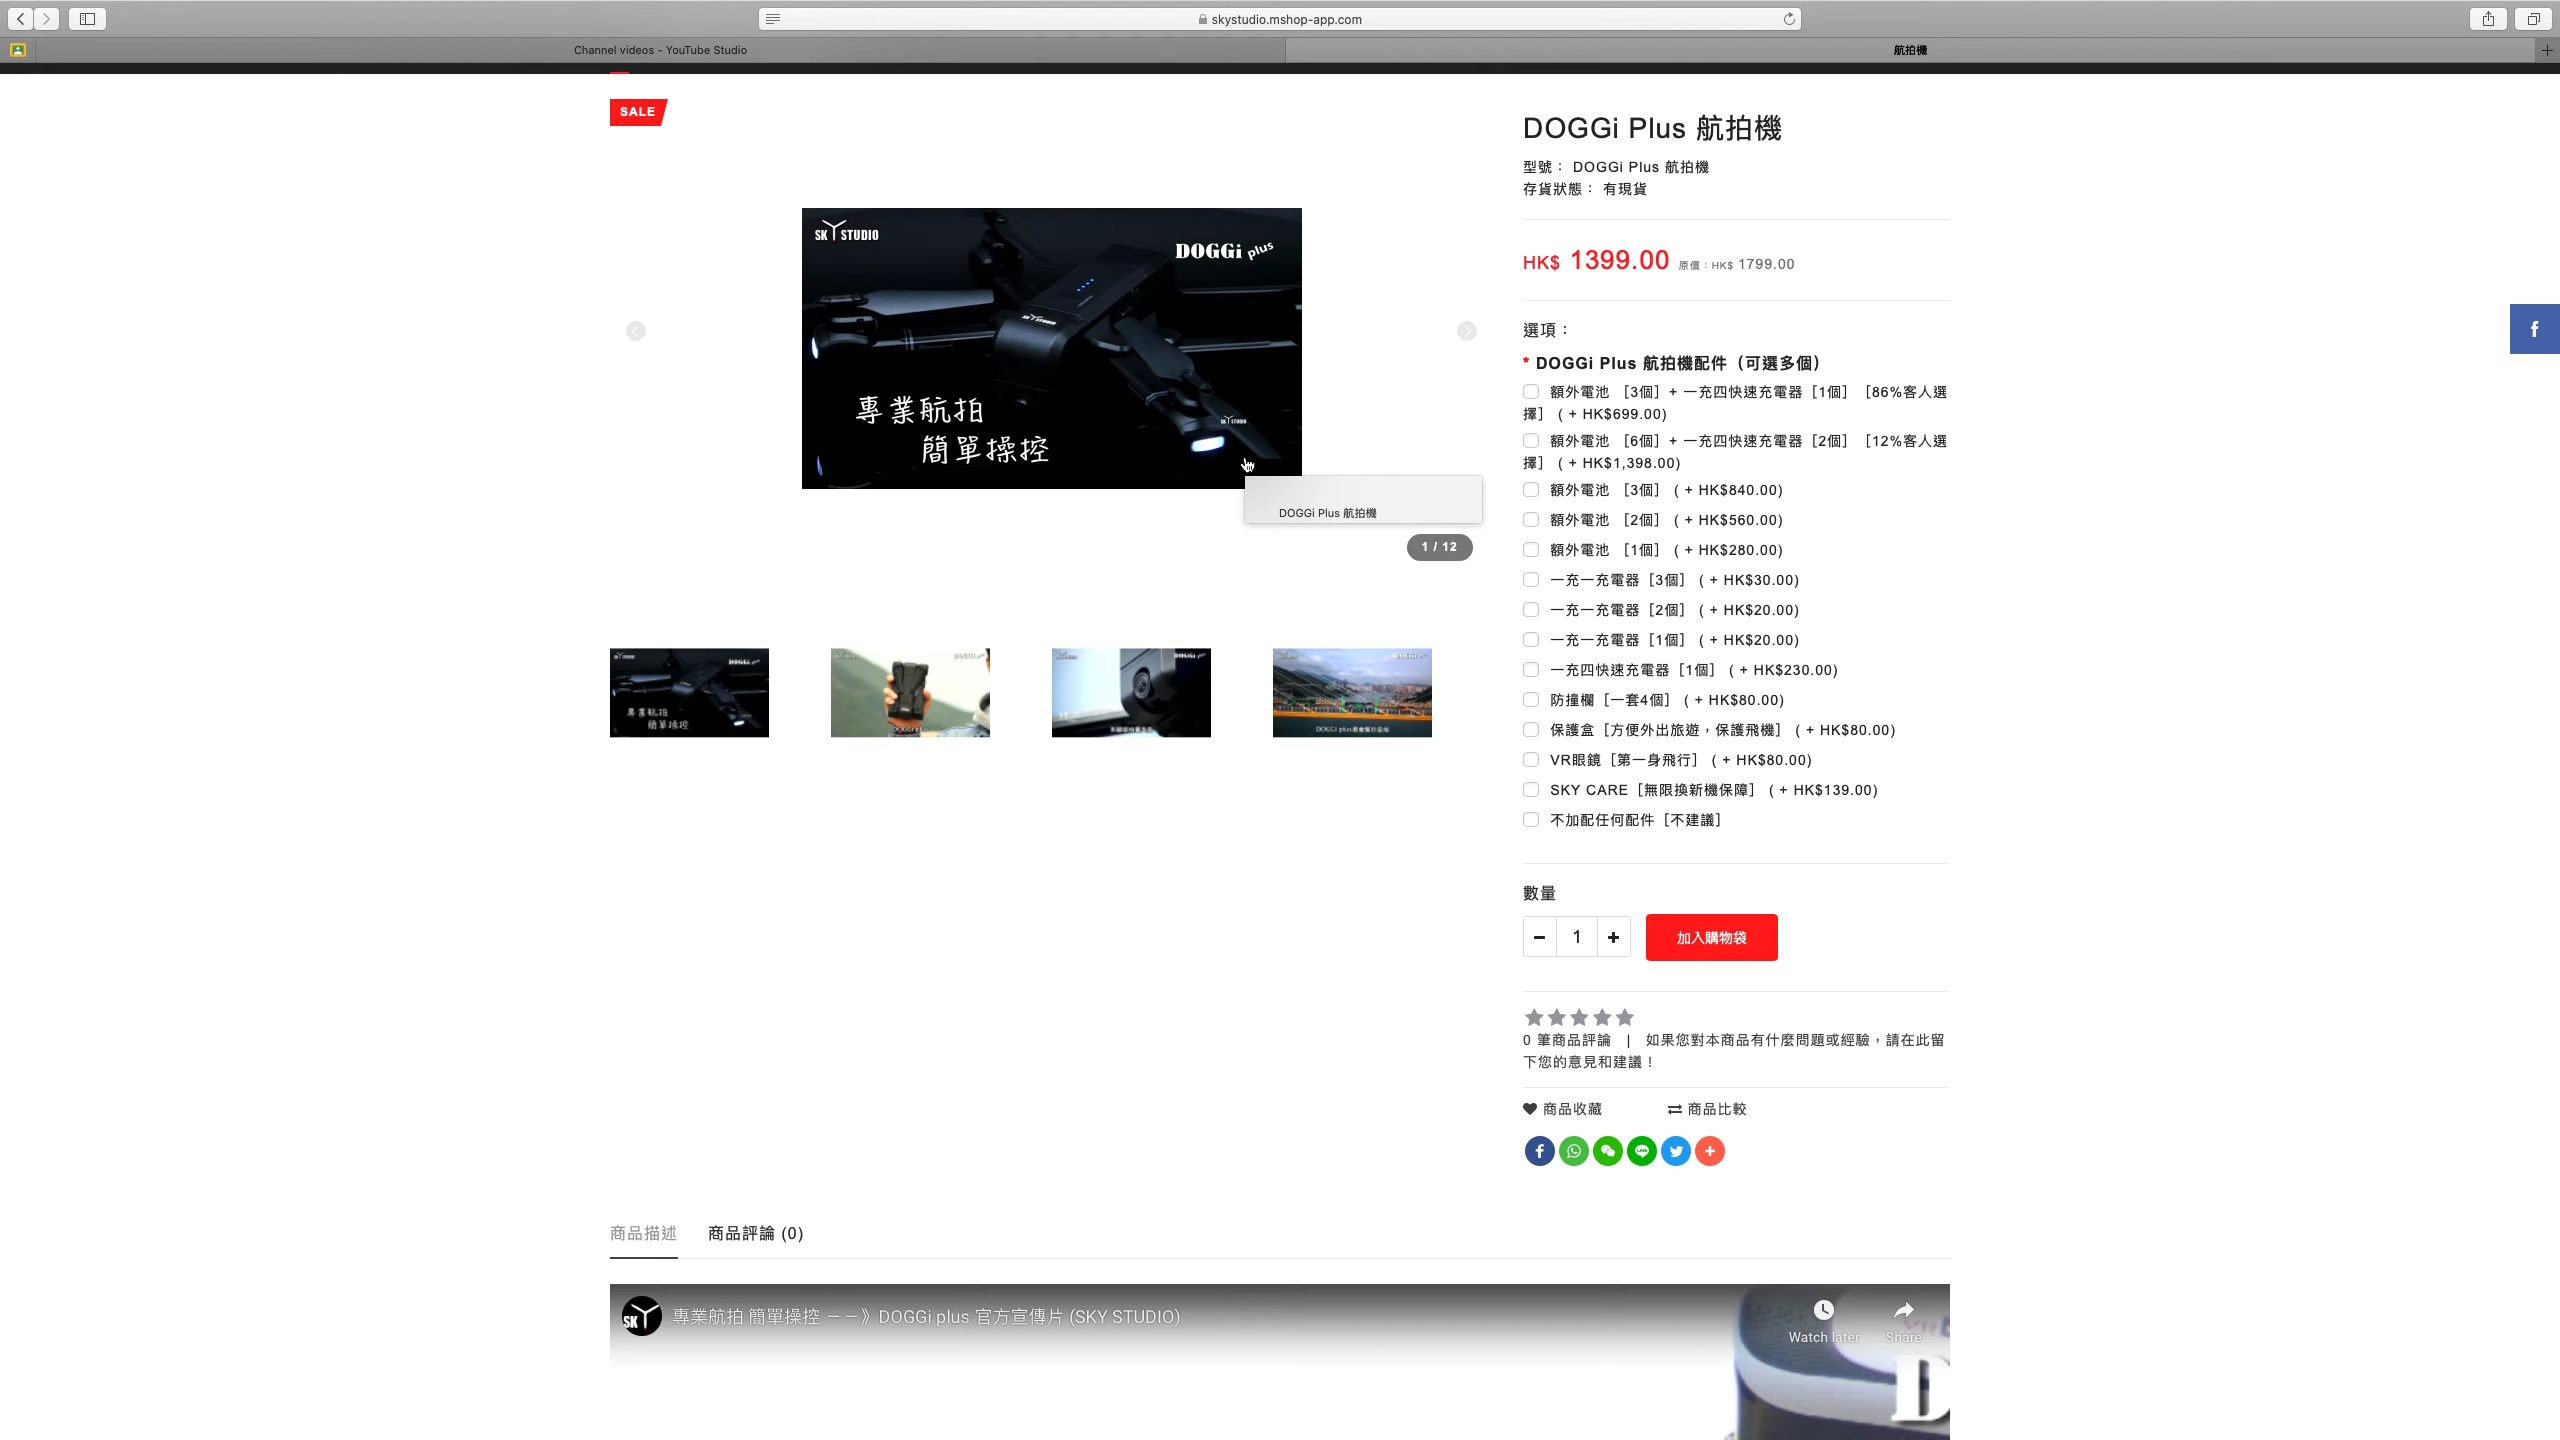 skystudio.mshop-app.com
Channel videos - YouTube Studio
航拍機
SALE
SKY STUDIO
DOGGi plus
SKY STUDIO
專業航拍
簡單操控
DOGGi Plus 航拍機
1 / 12
專業航拍
簡單操控
DOGGi Plus 航拍機
型號： DOGGi Plus 航拍機
存貨狀態： 有現貨
HK$ 1399.00 原價：HK$ 1799.00
選項：
* DOGGi Plus 航拍機配件（可選多個）
額外電池 ［3個］+ 一充四快速充電器［1個］［86%客人選
擇］ ( + HK$699.00)
額外電池 ［6個］+ 一充四快速充電器［2個］［12%客人選
擇］ ( + HK$1,398.00)
額外電池 ［3個］ ( + HK$840.00)
額外電池 ［2個］ ( + HK$560.00)
額外電池 ［1個］ ( + HK$280.00)
一充一充電器［3個］ ( + HK$30.00)
一充一充電器［2個］ ( + HK$20.00)
一充一充電器［1個］ ( + HK$20.00)
一充四快速充電器［1個］ ( + HK$230.00)
防撞欄［一套4個］ ( + HK$80.00)
保護盒［方便外出旅遊，保護飛機］ ( + HK$80.00)
VR眼鏡［第一身飛行］ ( + HK$80.00)
SKY CARE［無限換新機保障］ ( + HK$139.00)
不加配任何配件［不建議］
數量
1
加入購物袋
0 筆商品評論 | 如果您對本商品有什麼問題或經驗，請在此留
下您的意見和建議！
商品收藏 商品比較
商品描述 商品評論 (0)
專業航拍 簡單操控 －－》DOGGi plus 官方宣傳片 (SKY STUDIO)
Watch later
Share